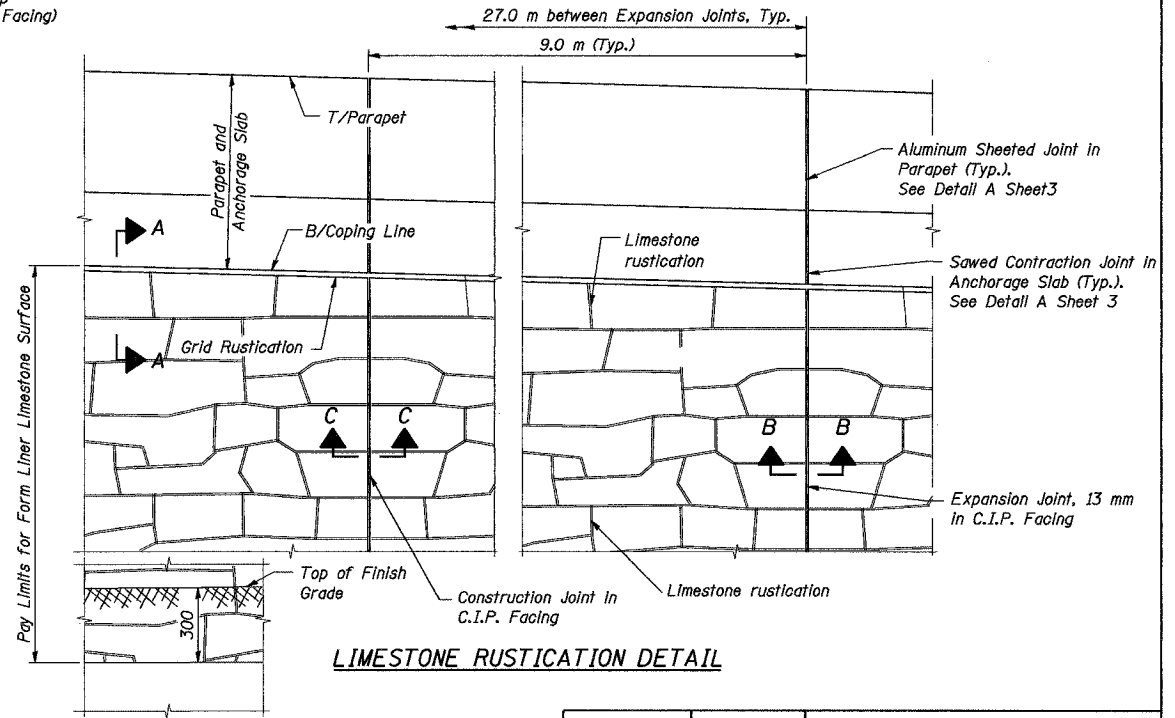 Facing)
27.0 m between Expansion Joints, Typ.
9.0 m (Typ.)
T/Parapet
Parapet and
Anchorage Slab
Aluminum Sheeted Joint in
Parapet (Typ.).
See Detail A Sheet3
A
B/Coping Line
Limestone
rustication
Sawed Contraction Joint in
Anchorage Slab (Typ.).
See Detail A Sheet 3
Grid Rustication
A
C C
B B
Pay Limits for Form Liner Limestone Surface
Expansion Joint, 13 mm
in C.I.P. Facing
Top of Finish
Grade
300
Construction Joint in
C.I.P. Facing
Limestone rustication
LIMESTONE RUSTICATION DETAIL